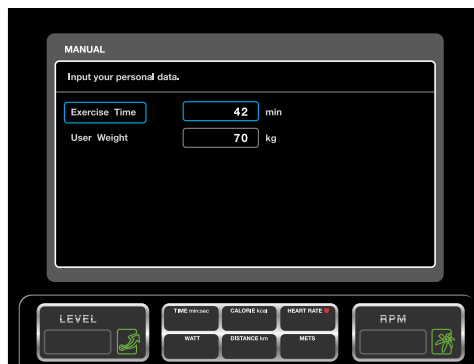 MANUAL
Input your personal data.
Exercise Time 42 min
User Weight 70 kg
LEVEL
TIME min:sec CALORIE kcal HEART RATE
WATT DISTANCE km METS
RPM